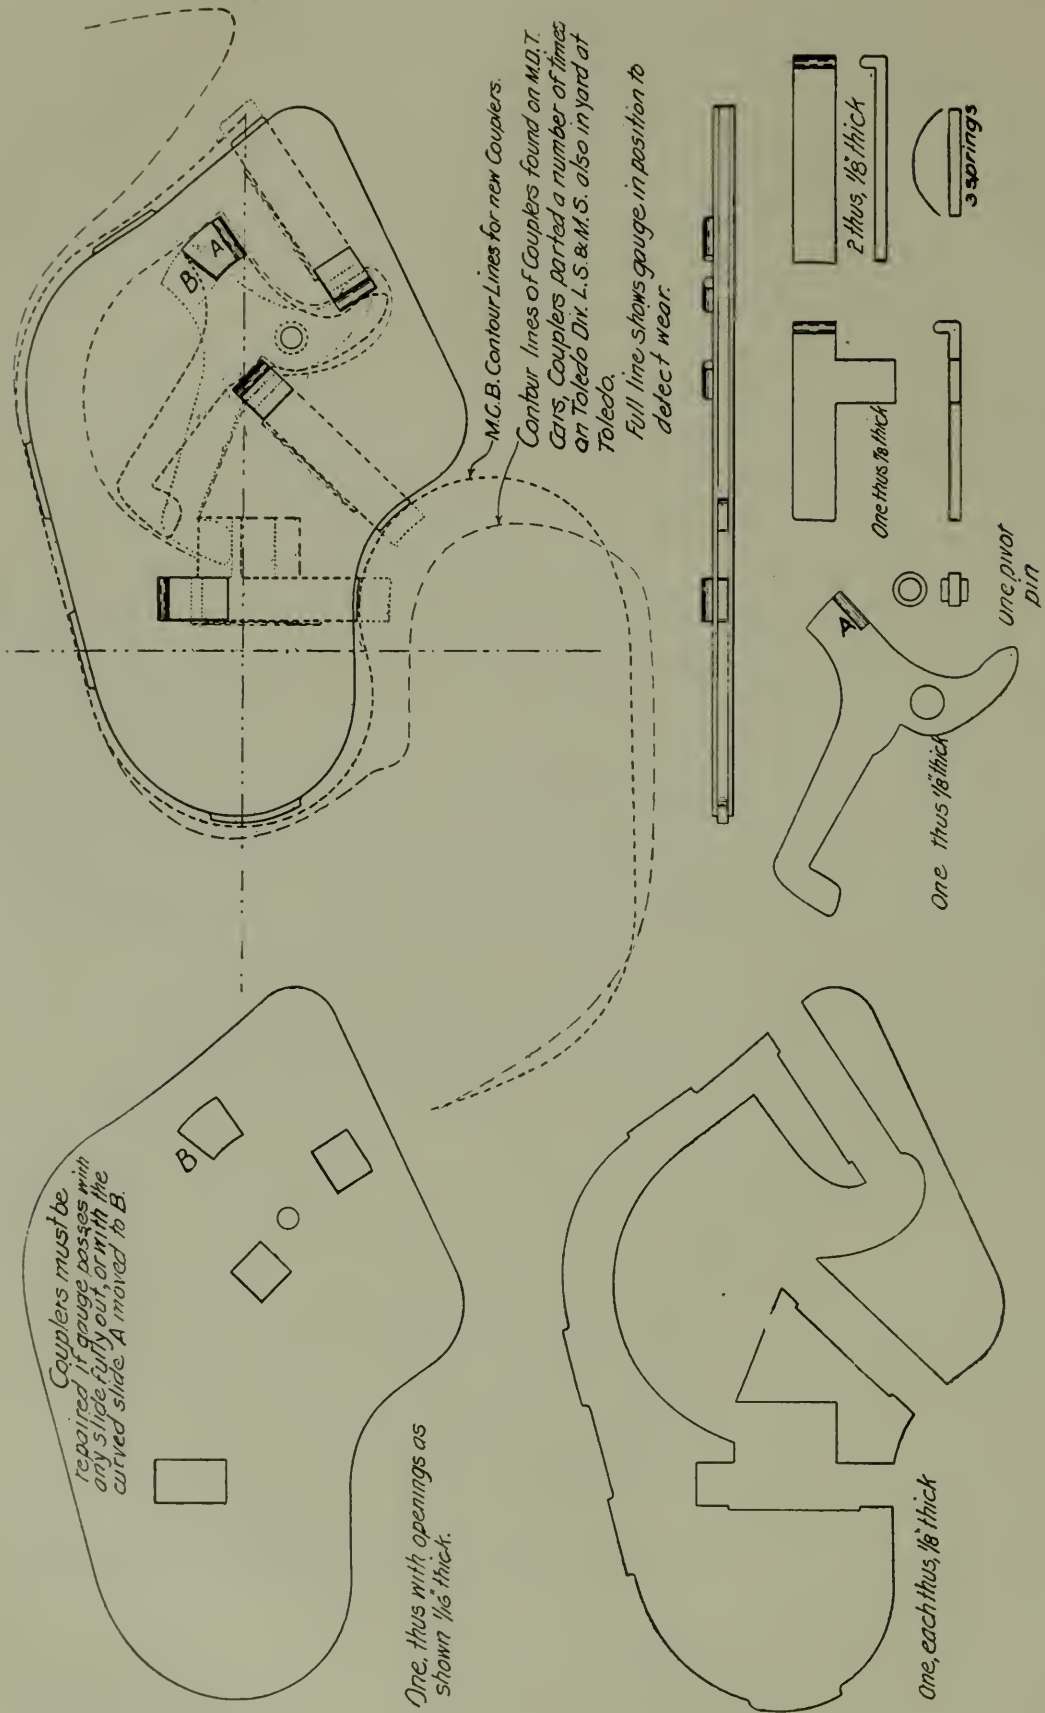 Couplers must be
repaired if gauge passes with
any slide fully out, or with the
curved slide A moved to B.
B
One, thus with openings as
shown 1/16" thick.
One, each thus, 1/8" thick
B
A
M.C.B. Contour Lines for new Couplers.
Contour lines of Couplers found on M.D.T.
Cars, Couplers parted a number of times
on Toledo Div. L.S. & M.S. also in yard at
Toledo.
Full line shows gauge in position to
detect wear.
A
One thus 1/8" thick
One pivot
pin
One thus 1/8 thick
2 thus, 1/8" thick
3 springs